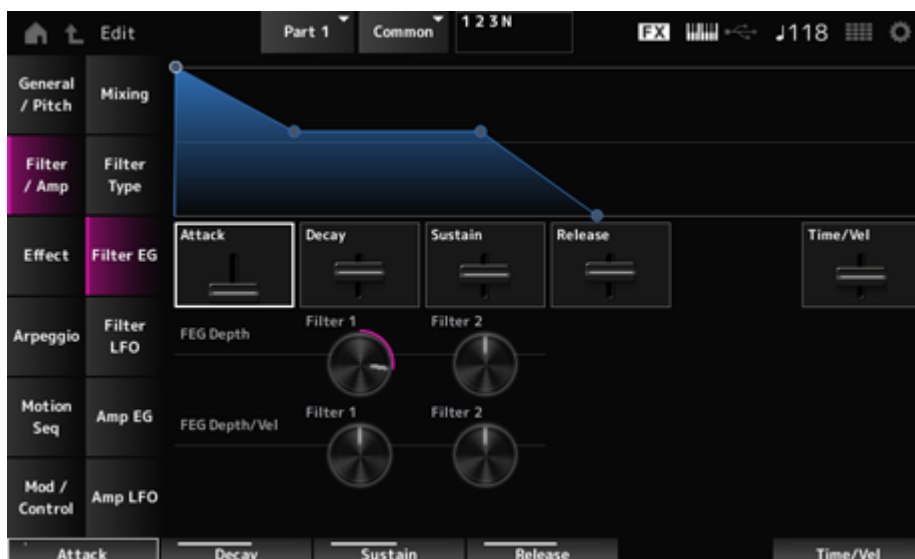 Edit
Part 1
Common
1 2 3 N
FX
♩118
General
/ Pitch
Mixing
Filter
/ Amp
Filter
Type
Effect
Filter EG
Arpeggio
Filter
LFO
Motion
Seq
Amp EG
Mod /
Control
Amp LFO
Attack
Decay
Sustain
Release
Time/Vel
FEG Depth
Filter 1
Filter 2
FEG Depth/Vel
Filter 1
Filter 2
Attack
Decay
Sustain
Release
Time/Vel